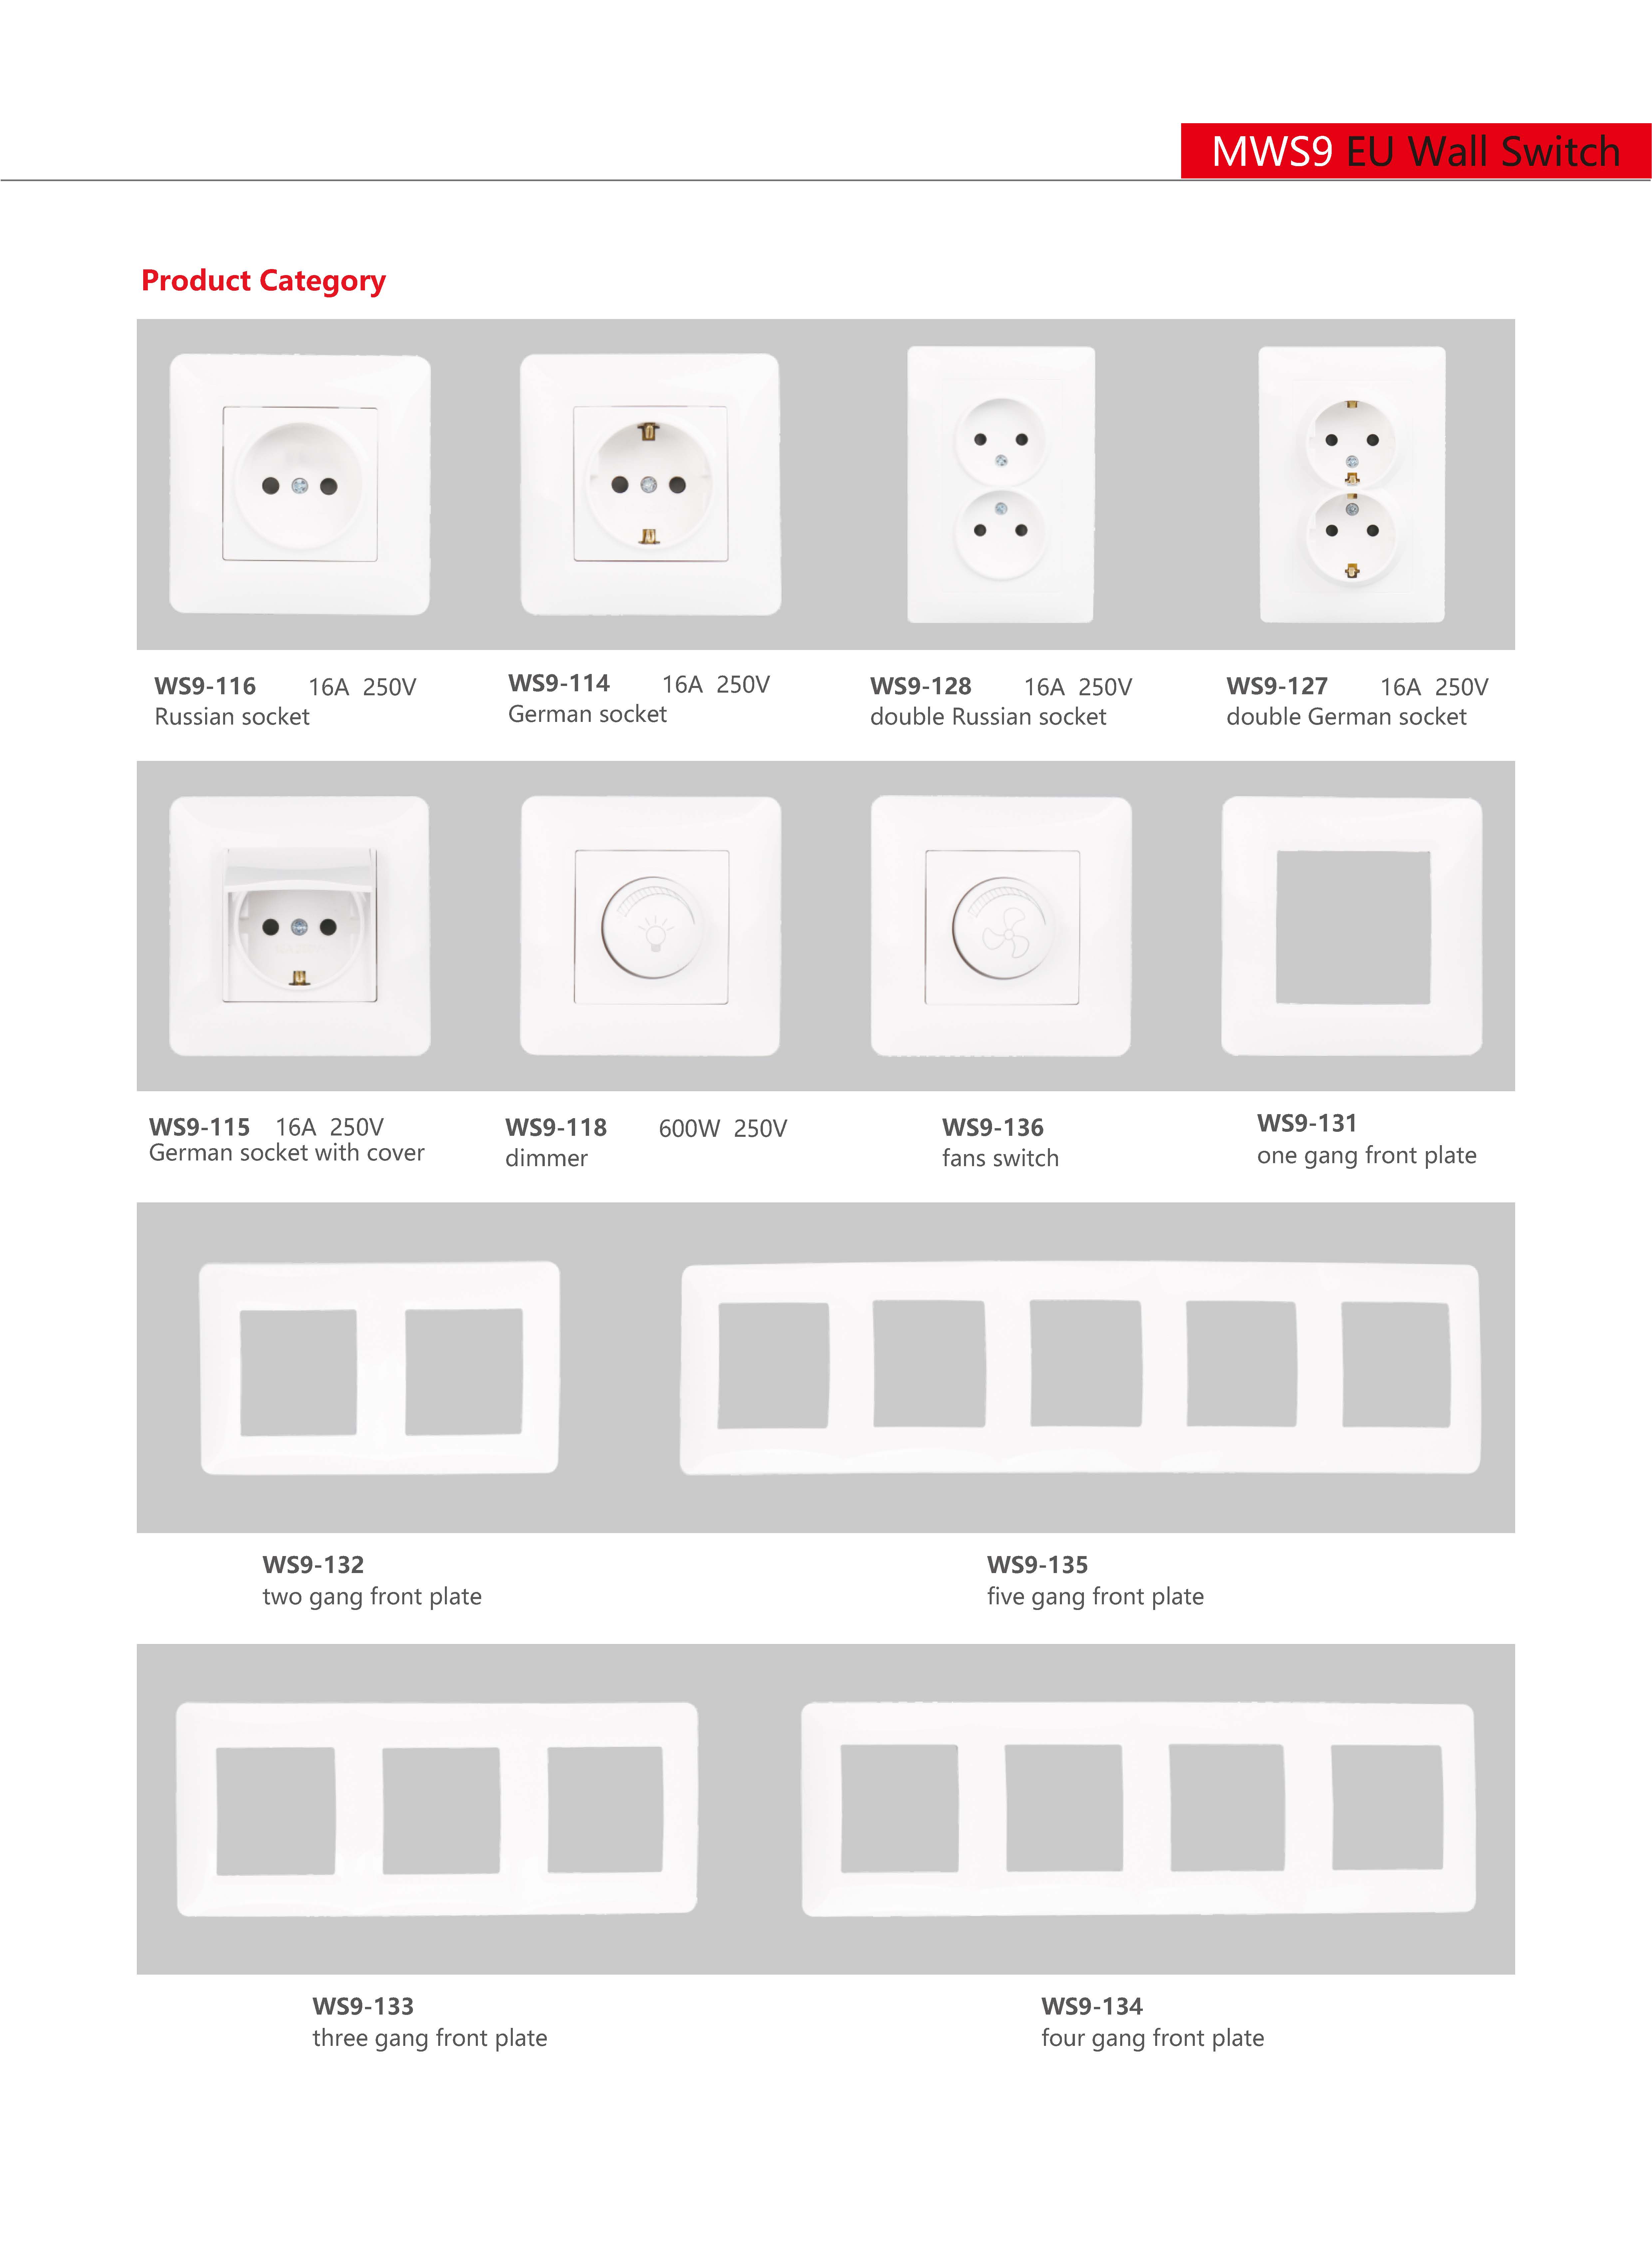 MWS9 EU Wall Switch
Product Category
WS9-116 16A 250V
Russian socket
WS9-114 16A 250V
German socket
WS9-128 16A 250V
double Russian socket
WS9-127 16A 250V
double German socket
WS9-115 16A 250V
German socket with cover
WS9-118 600W 250V
dimmer
WS9-136
fans switch
WS9-131
one gang front plate
WS9-132
two gang front plate
WS9-135
five gang front plate
WS9-133
three gang front plate
WS9-134
four gang front plate